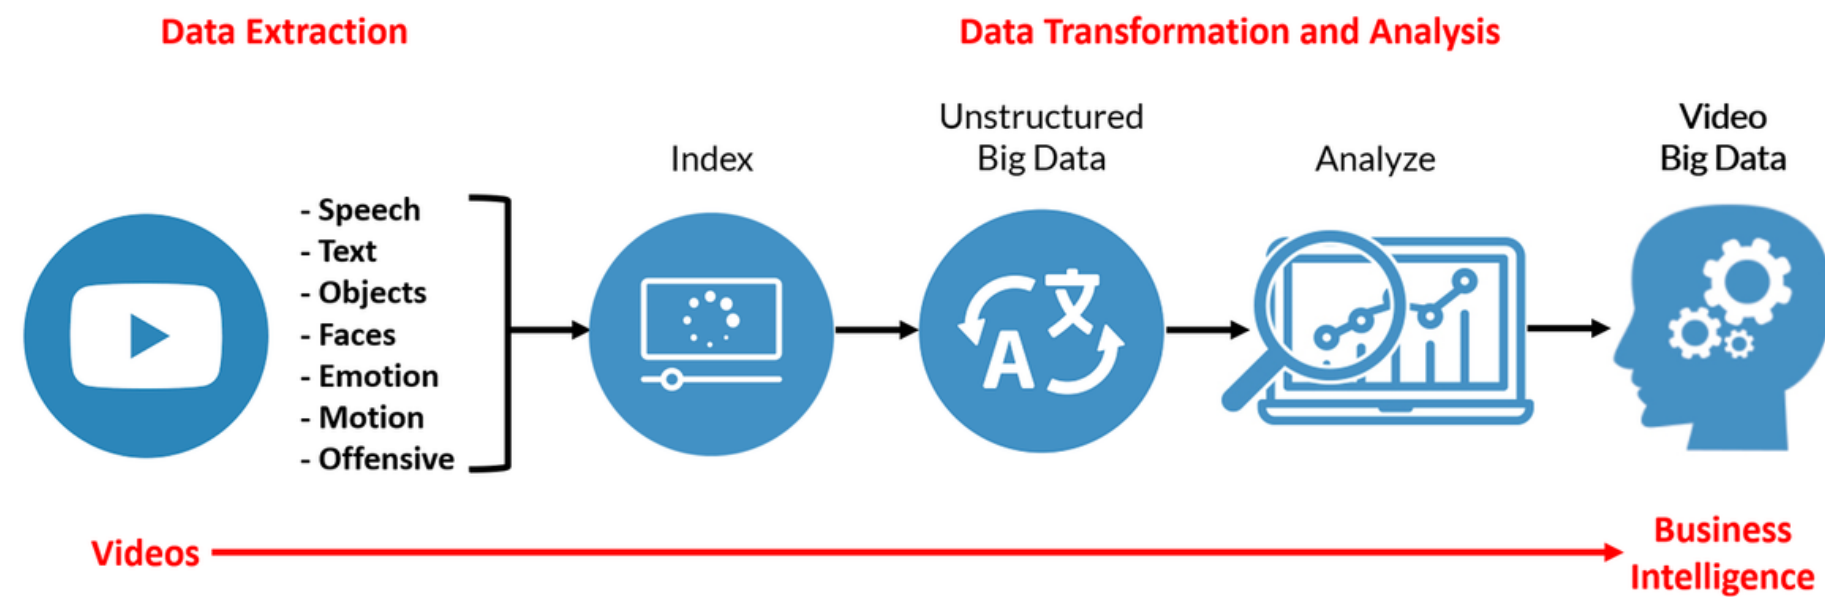 Data Extraction
Data Transformation and Analysis
- Speech
- Text
- Objects
- Faces
- Emotion
- Motion
- Offensive
Index
Unstructured
Big Data
A
文
Analyze
Video
Big Data
Videos
Business
Intelligence